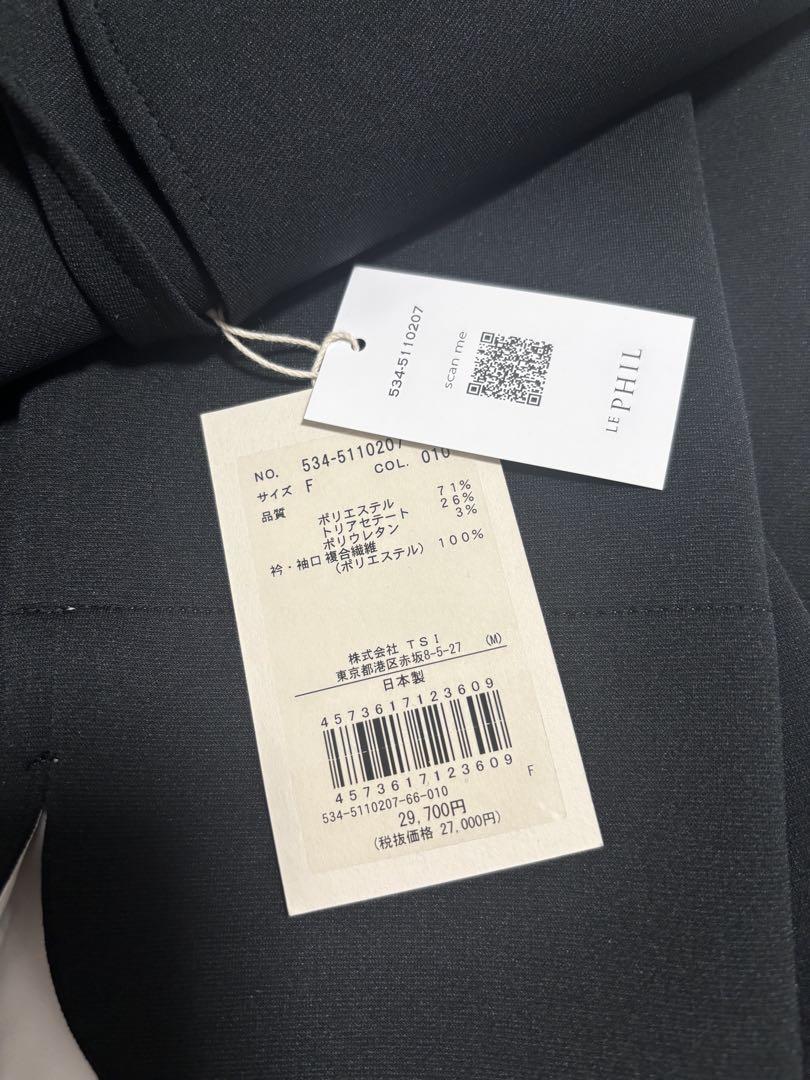 534-5110207
scan me
LE PHIL
NO. 534-5110207
サイズ F COL. 010
品質 ポリエステル 71%
トリアセテート 26%
ポリウレタン 3%
衿・袖口 複合繊維
(ポリエステル) 100%
株式会社 TSI
東京都港区赤坂8-5-27 (M)
日本製
4573617123609
4573617123609
534-5110207-66-010 F
29,700円
(税抜価格 27,000円)